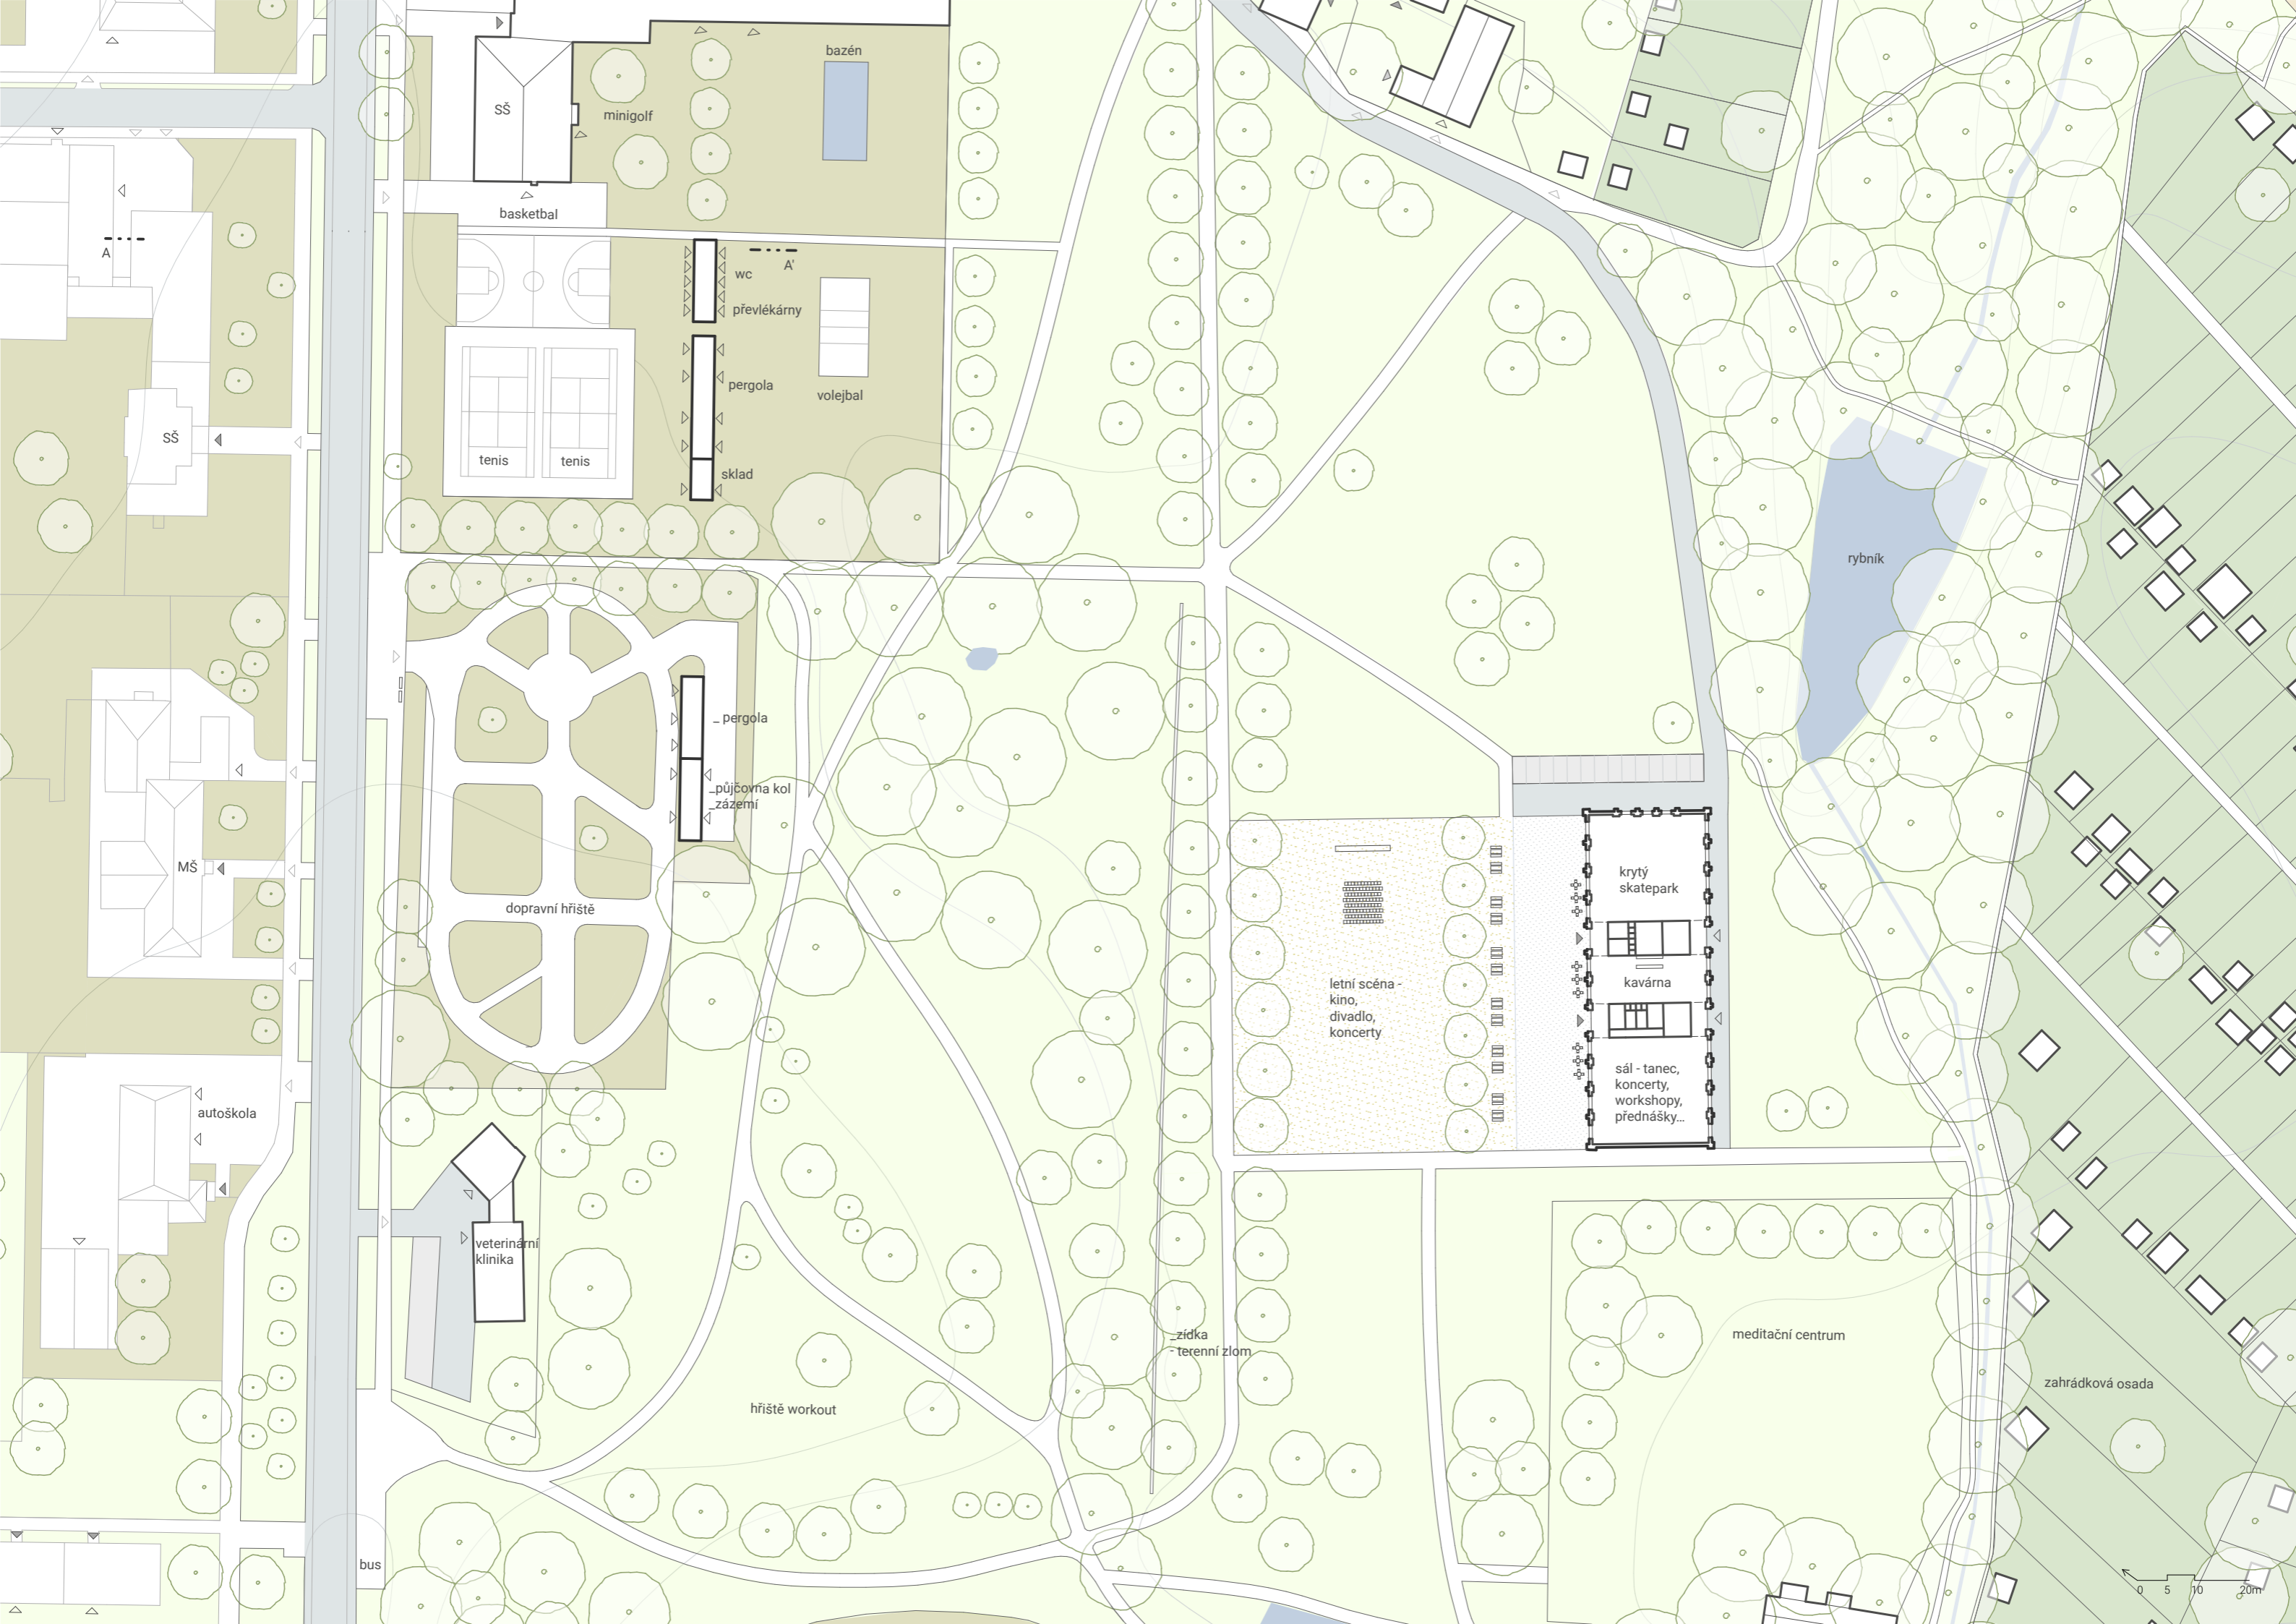 bazén
SŠ
minigolf
basketbal
A
A'
wc
převlékárny
pergola
volejbal
SŠ
tenis
tenis
sklad
rybník
_ pergola
_půjčovna kol
_zázemí
MŠ
krytý
skatepark
dopravní hřiště
letní scéna -
kino,
divadlo,
koncerty
kavárna
sál - tanec,
koncerty,
workshopy,
přednášky...
autoškola
veterinární
klinika
_zídka
- terenní zlom
meditační centrum
zahrádková osada
hřiště workout
bus
0 5 10 20m